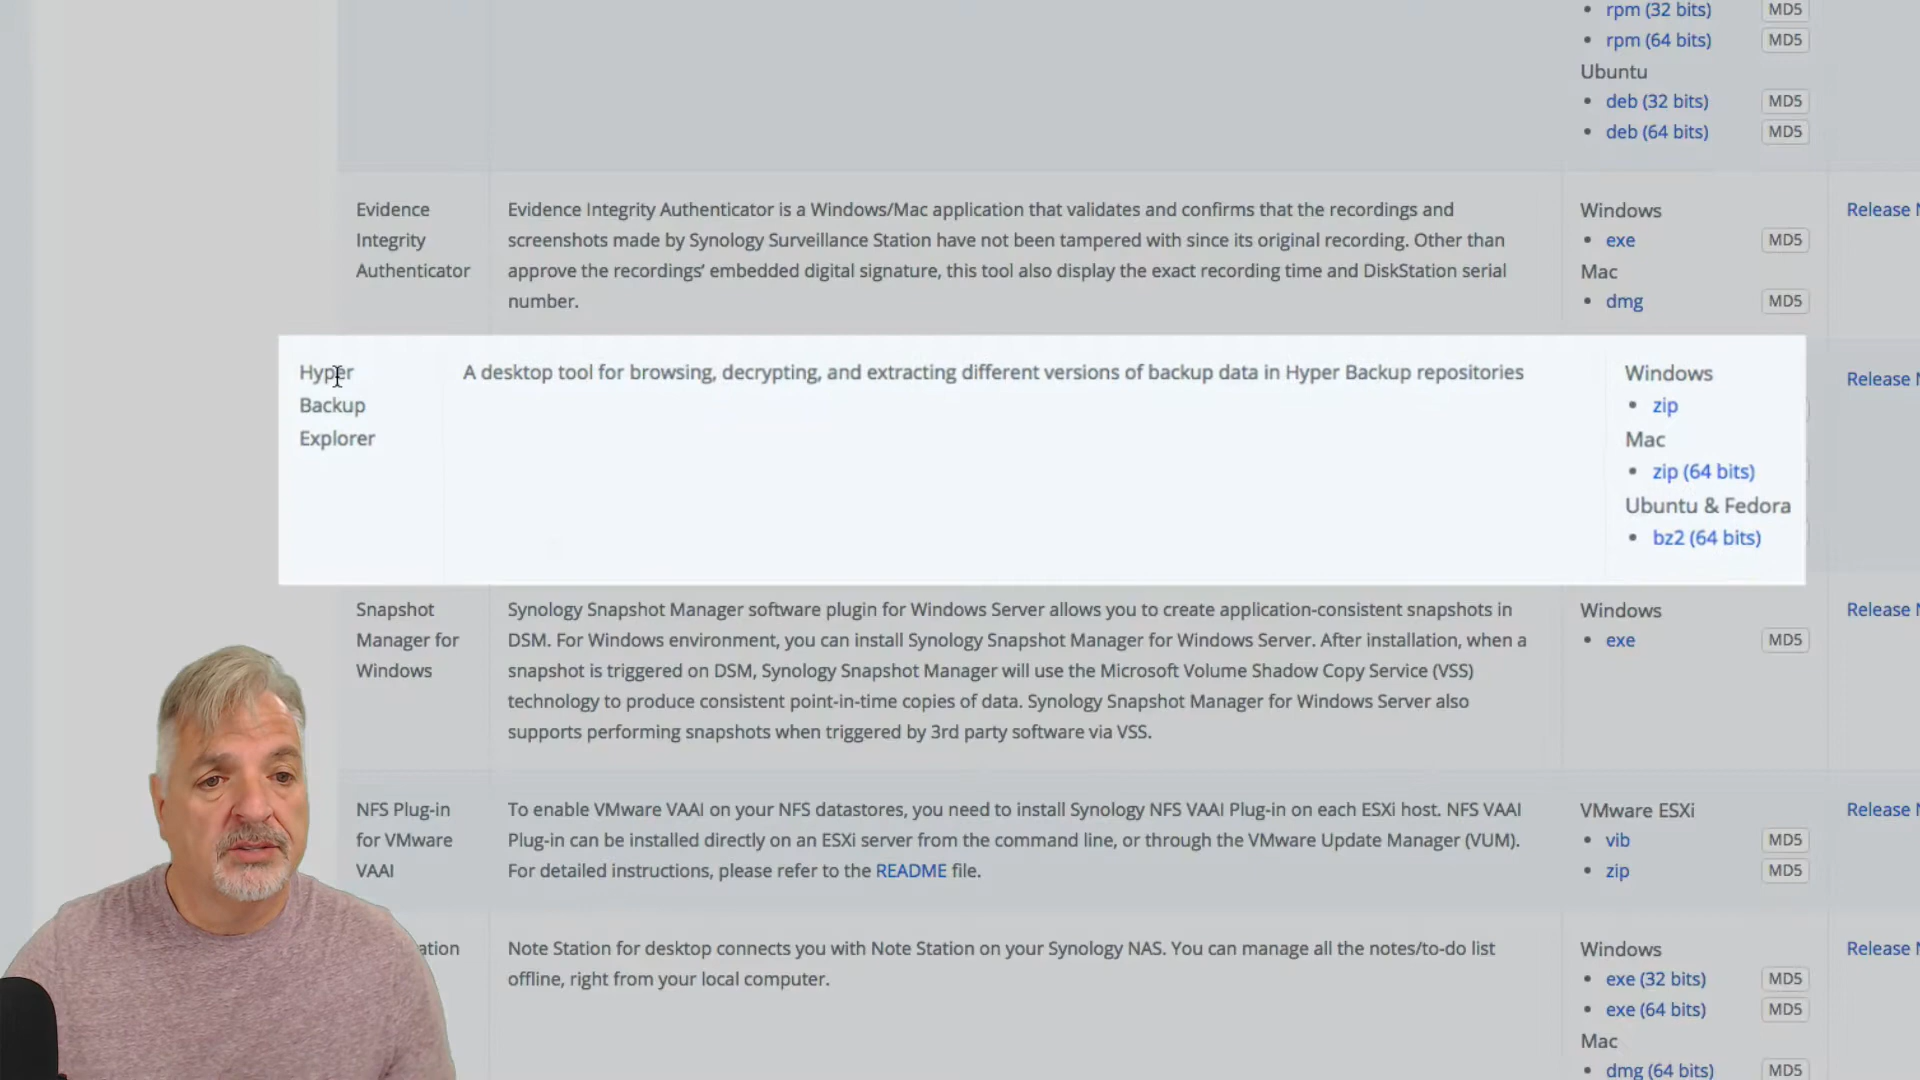 rpm (32 bits) MD5
rpm (64 bits) MD5
Ubuntu
deb (32 bits) MD5
deb (64 bits) MD5
Evidence
Integrity
Authenticator
Evidence Integrity Authenticator is a Windows/Mac application that validates and confirms that the recordings and
screenshots made by Synology Surveillance Station have not been tampered with since its original recording. Other than
approve the recordings’ embedded digital signature, this tool also display the exact recording time and DiskStation serial
number.
Windows
exe MD5
Mac
dmg MD5
Release N
Hyper
Backup
Explorer
A desktop tool for browsing, decrypting, and extracting different versions of backup data in Hyper Backup repositories
Windows
zip
Mac
zip (64 bits)
Ubuntu & Fedora
bz2 (64 bits)
Release N
Snapshot
Manager for
Windows
Synology Snapshot Manager software plugin for Windows Server allows you to create application-consistent snapshots in
DSM. For Windows environment, you can install Synology Snapshot Manager for Windows Server. After installation, when a
snapshot is triggered on DSM, Synology Snapshot Manager will use the Microsoft Volume Shadow Copy Service (VSS)
technology to produce consistent point-in-time copies of data. Synology Snapshot Manager for Windows Server also
supports performing snapshots when triggered by 3rd party software via VSS.
Windows
exe MD5
Release N
NFS Plug-in
for VMware
VAAI
To enable VMware VAAI on your NFS datastores, you need to install Synology NFS VAAI Plug-in on each ESXi host. NFS VAAI
Plug-in can be installed directly on an ESXi server from the command line, or through the VMware Update Manager (VUM).
For detailed instructions, please refer to the README file.
VMware ESXi
vib MD5
zip MD5
Release N
ation
Note Station for desktop connects you with Note Station on your Synology NAS. You can manage all the notes/to-do list
offline, right from your local computer.
Windows
exe (32 bits) MD5
exe (64 bits) MD5
Mac
dmg (64 bits) MD5
Release N